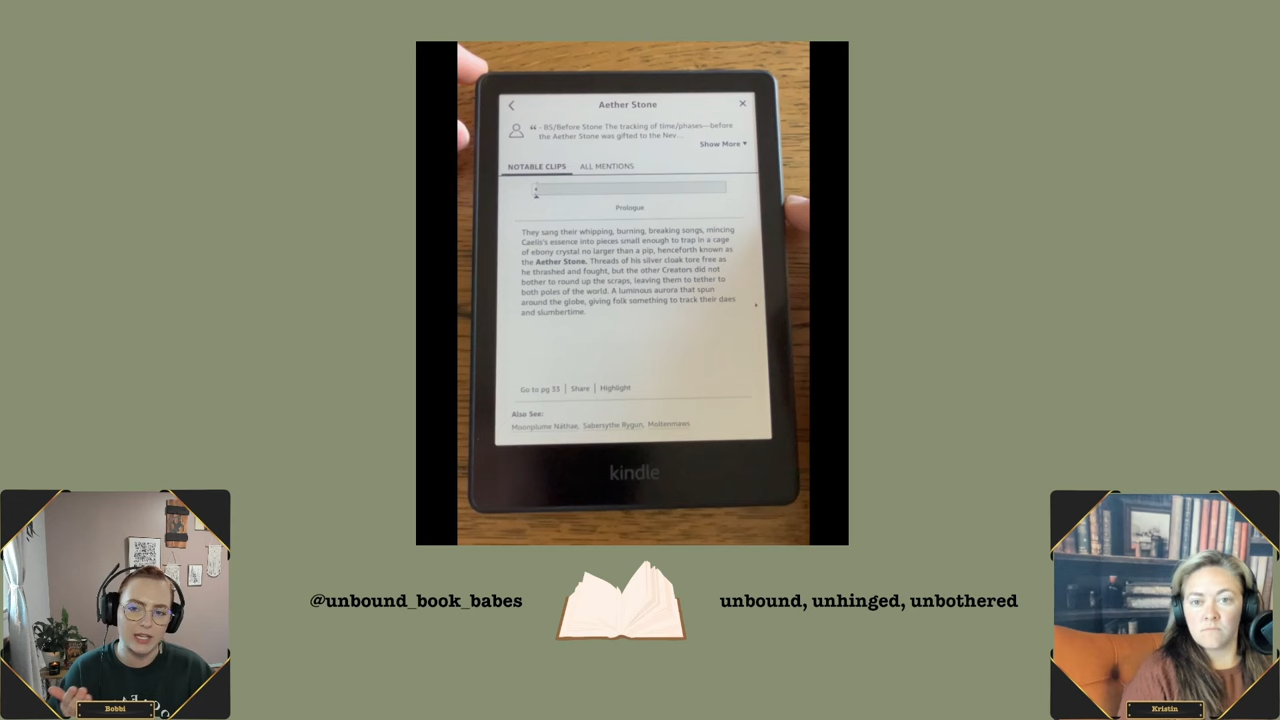 Aether Stone
“ - BS/Before Stone The tracking of time/phases—before
the Aether Stone was gifted to the Nev...
Show More
NOTABLE CLIPS ALL MENTIONS
Prologue
They sang their whipping, burning, breaking songs, mincing
Caelis's essence into pieces small enough to trap in a cage
of ebony crystal no larger than a pip, henceforth known as
the Aether Stone. Threads of his silver cloak tore free as
he thrashed and fought, but the other Creators did not
bother to round up the scraps, leaving them to tether to
both poles of the world. A luminous aurora that spun
around the globe, giving folk something to track their daes
and slumbertime.
Go to pg 33 | Share | Highlight
Also See:
Moonplume Náthae, Sabersythe Rygun, Moltenmaws
kindle
@unbound_book_babes
unbound, unhinged, unbothered
Bobbi
Kristin